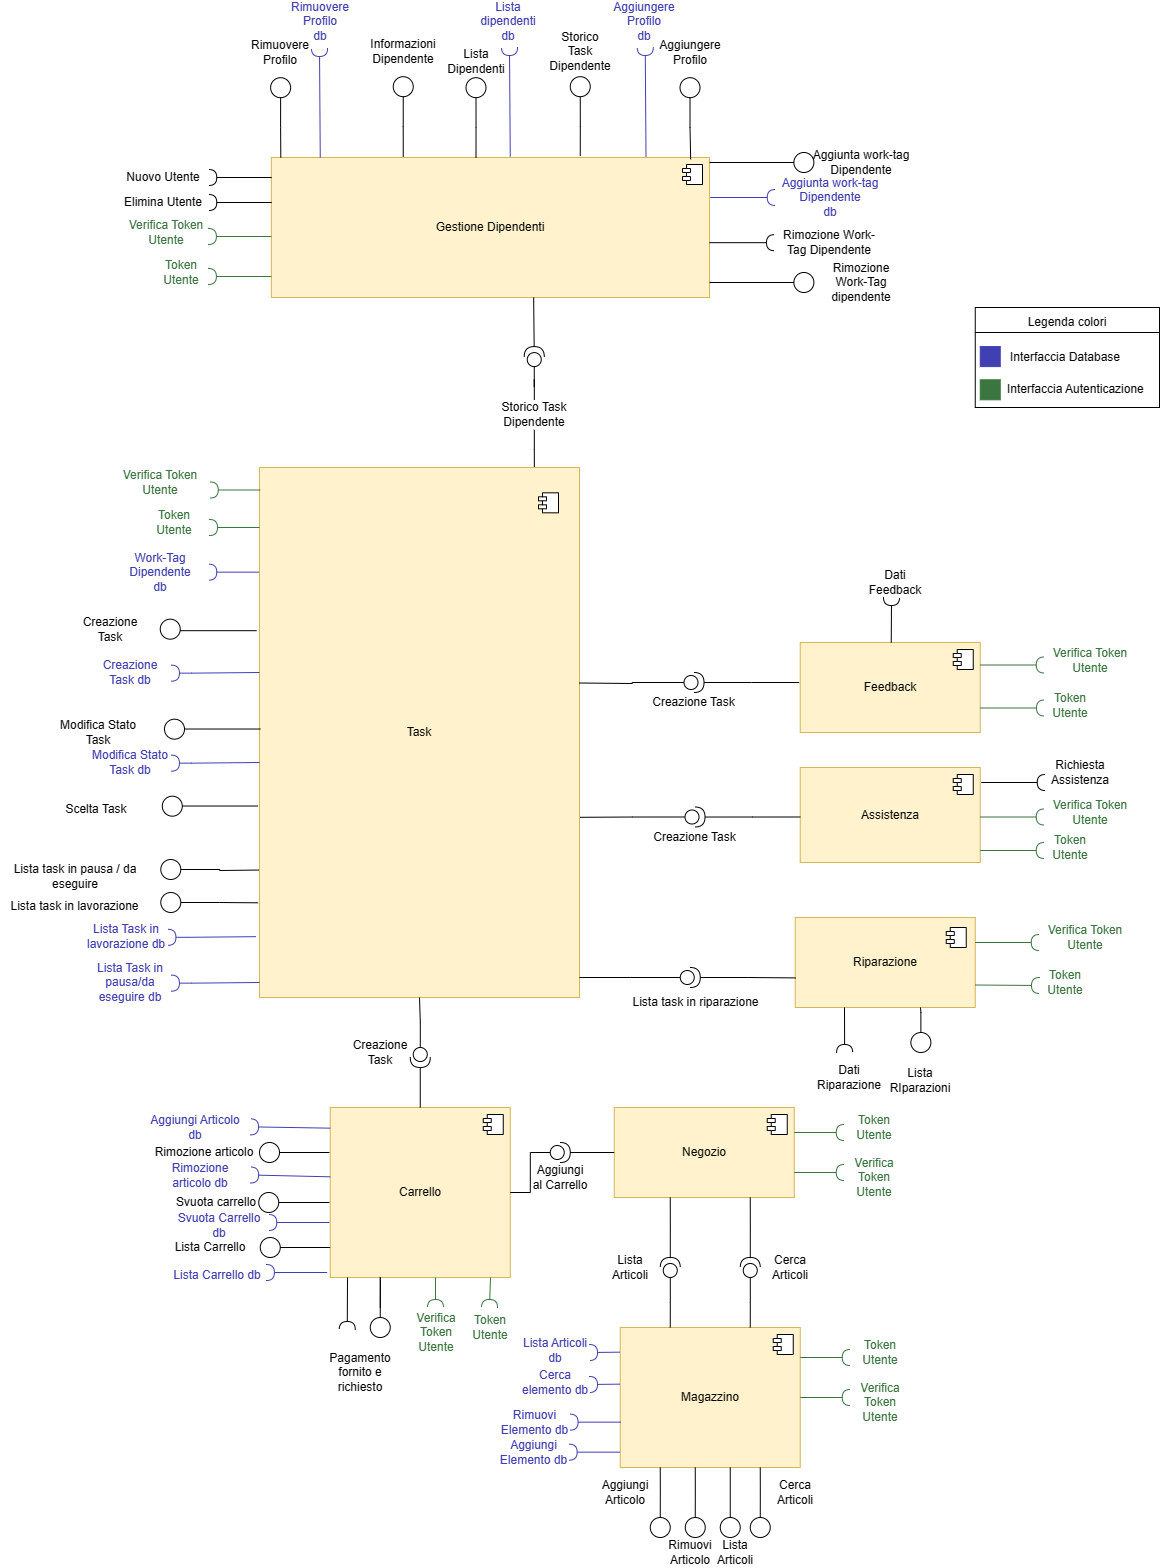 Rimuovere
Profilo
db
Lista
dipendenti
db
Aggiungere
Profilo
db
Rimuovere
Profilo
Informazioni
Dipendente
Lista
Dipendenti
Storico
Task
Dipendente
Aggiungere
Profilo
Nuovo Utente
Elimina Utente
Verifica Token
Utente
Token
Utente
Gestione Dipendenti
Aggiunta work-tag
Dipendente
Aggiunta work-tag
Dipendente
db
Rimozione Work-
Tag Dipendente
Rimozione
Work-Tag
dipendente
Legenda colori
Interfaccia Database
Interfaccia Autenticazione
Storico Task
Dipendente
Verifica Token
Utente
Token
Utente
Work-Tag
Dipendente
db
Creazione
Task
Creazione
Task db
Modifica Stato
Task
Modifica Stato
Task db
Scelta Task
Lista task in pausa / da
eseguire
Lista task in lavorazione
Lista Task in
lavorazione db
Lista Task in
pausa/da
eseguire db
Task
Dati
Feedback
Creazione Task
Feedback
Verifica Token
Utente
Token
Utente
Creazione Task
Assistenza
Richiesta
Assistenza
Verifica Token
Utente
Token
Utente
Lista task in riparazione
Riparazione
Verifica Token
Utente
Token
Utente
Dati
Riparazione
Lista
RIparazioni
Creazione
Task
Aggiungi Articolo
db
Rimozione articolo
Rimozione
articolo db
Svuota carrello
Svuota Carrello
db
Lista Carrello
Lista Carrello db
Carrello
Pagamento
fornito e
richiesto
Verifica
Token
Utente
Token
Utente
Aggiungi
al Carrello
Negozio
Token
Utente
Verifica
Token
Utente
Lista
Articoli
Cerca
Articoli
Lista Articoli
db
Cerca
elemento db
Rimuovi
Elemento db
Aggiungi
Elemento db
Magazzino
Token
Utente
Verifica
Token
Utente
Aggiungi
Articolo
Rimuovi
Articolo
Lista
Articoli
Cerca
Articoli